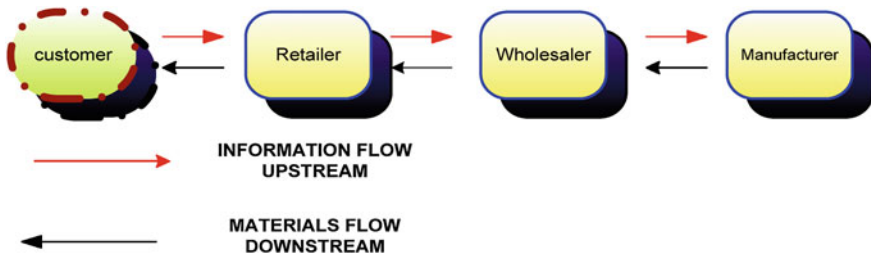 customer
Retailer
Wholesaler
Manufacturer
INFORMATION FLOW
UPSTREAM
MATERIALS FLOW
DOWNSTREAM